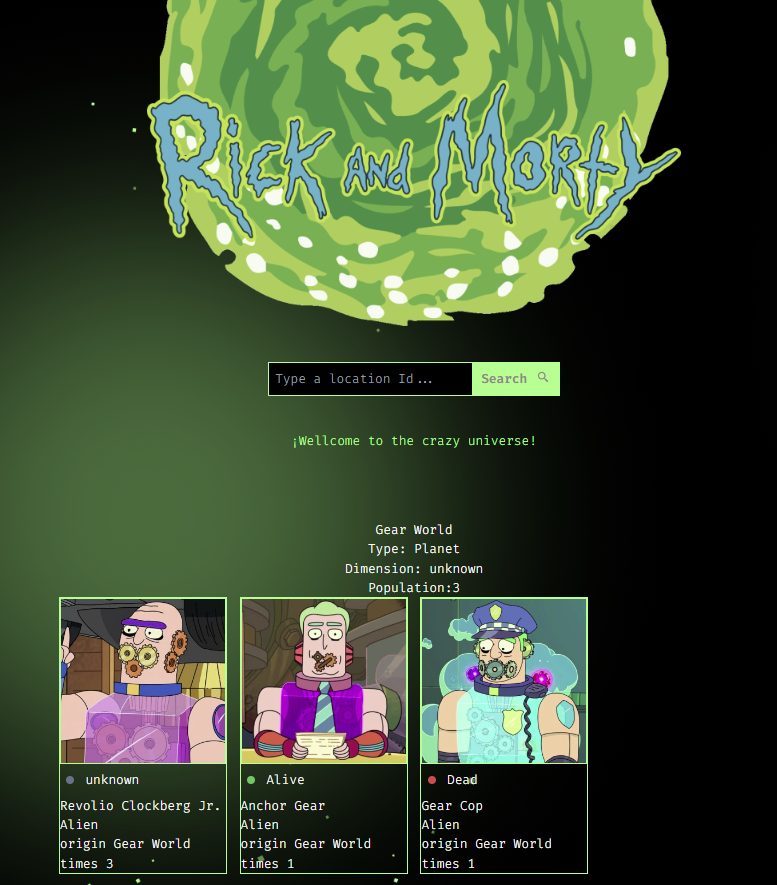 Rick and Morty
Type a location Id...
Search
¡Wellcome to the crazy universe!
Gear World
Type: Planet
Dimension: unknown
Population:3
unknown
Alive
Dead
Revolio Clockberg Jr.
Alien
origin Gear World
times 3
Anchor Gear
Alien
origin Gear World
times 1
Gear Cop
Alien
origin Gear World
times 1